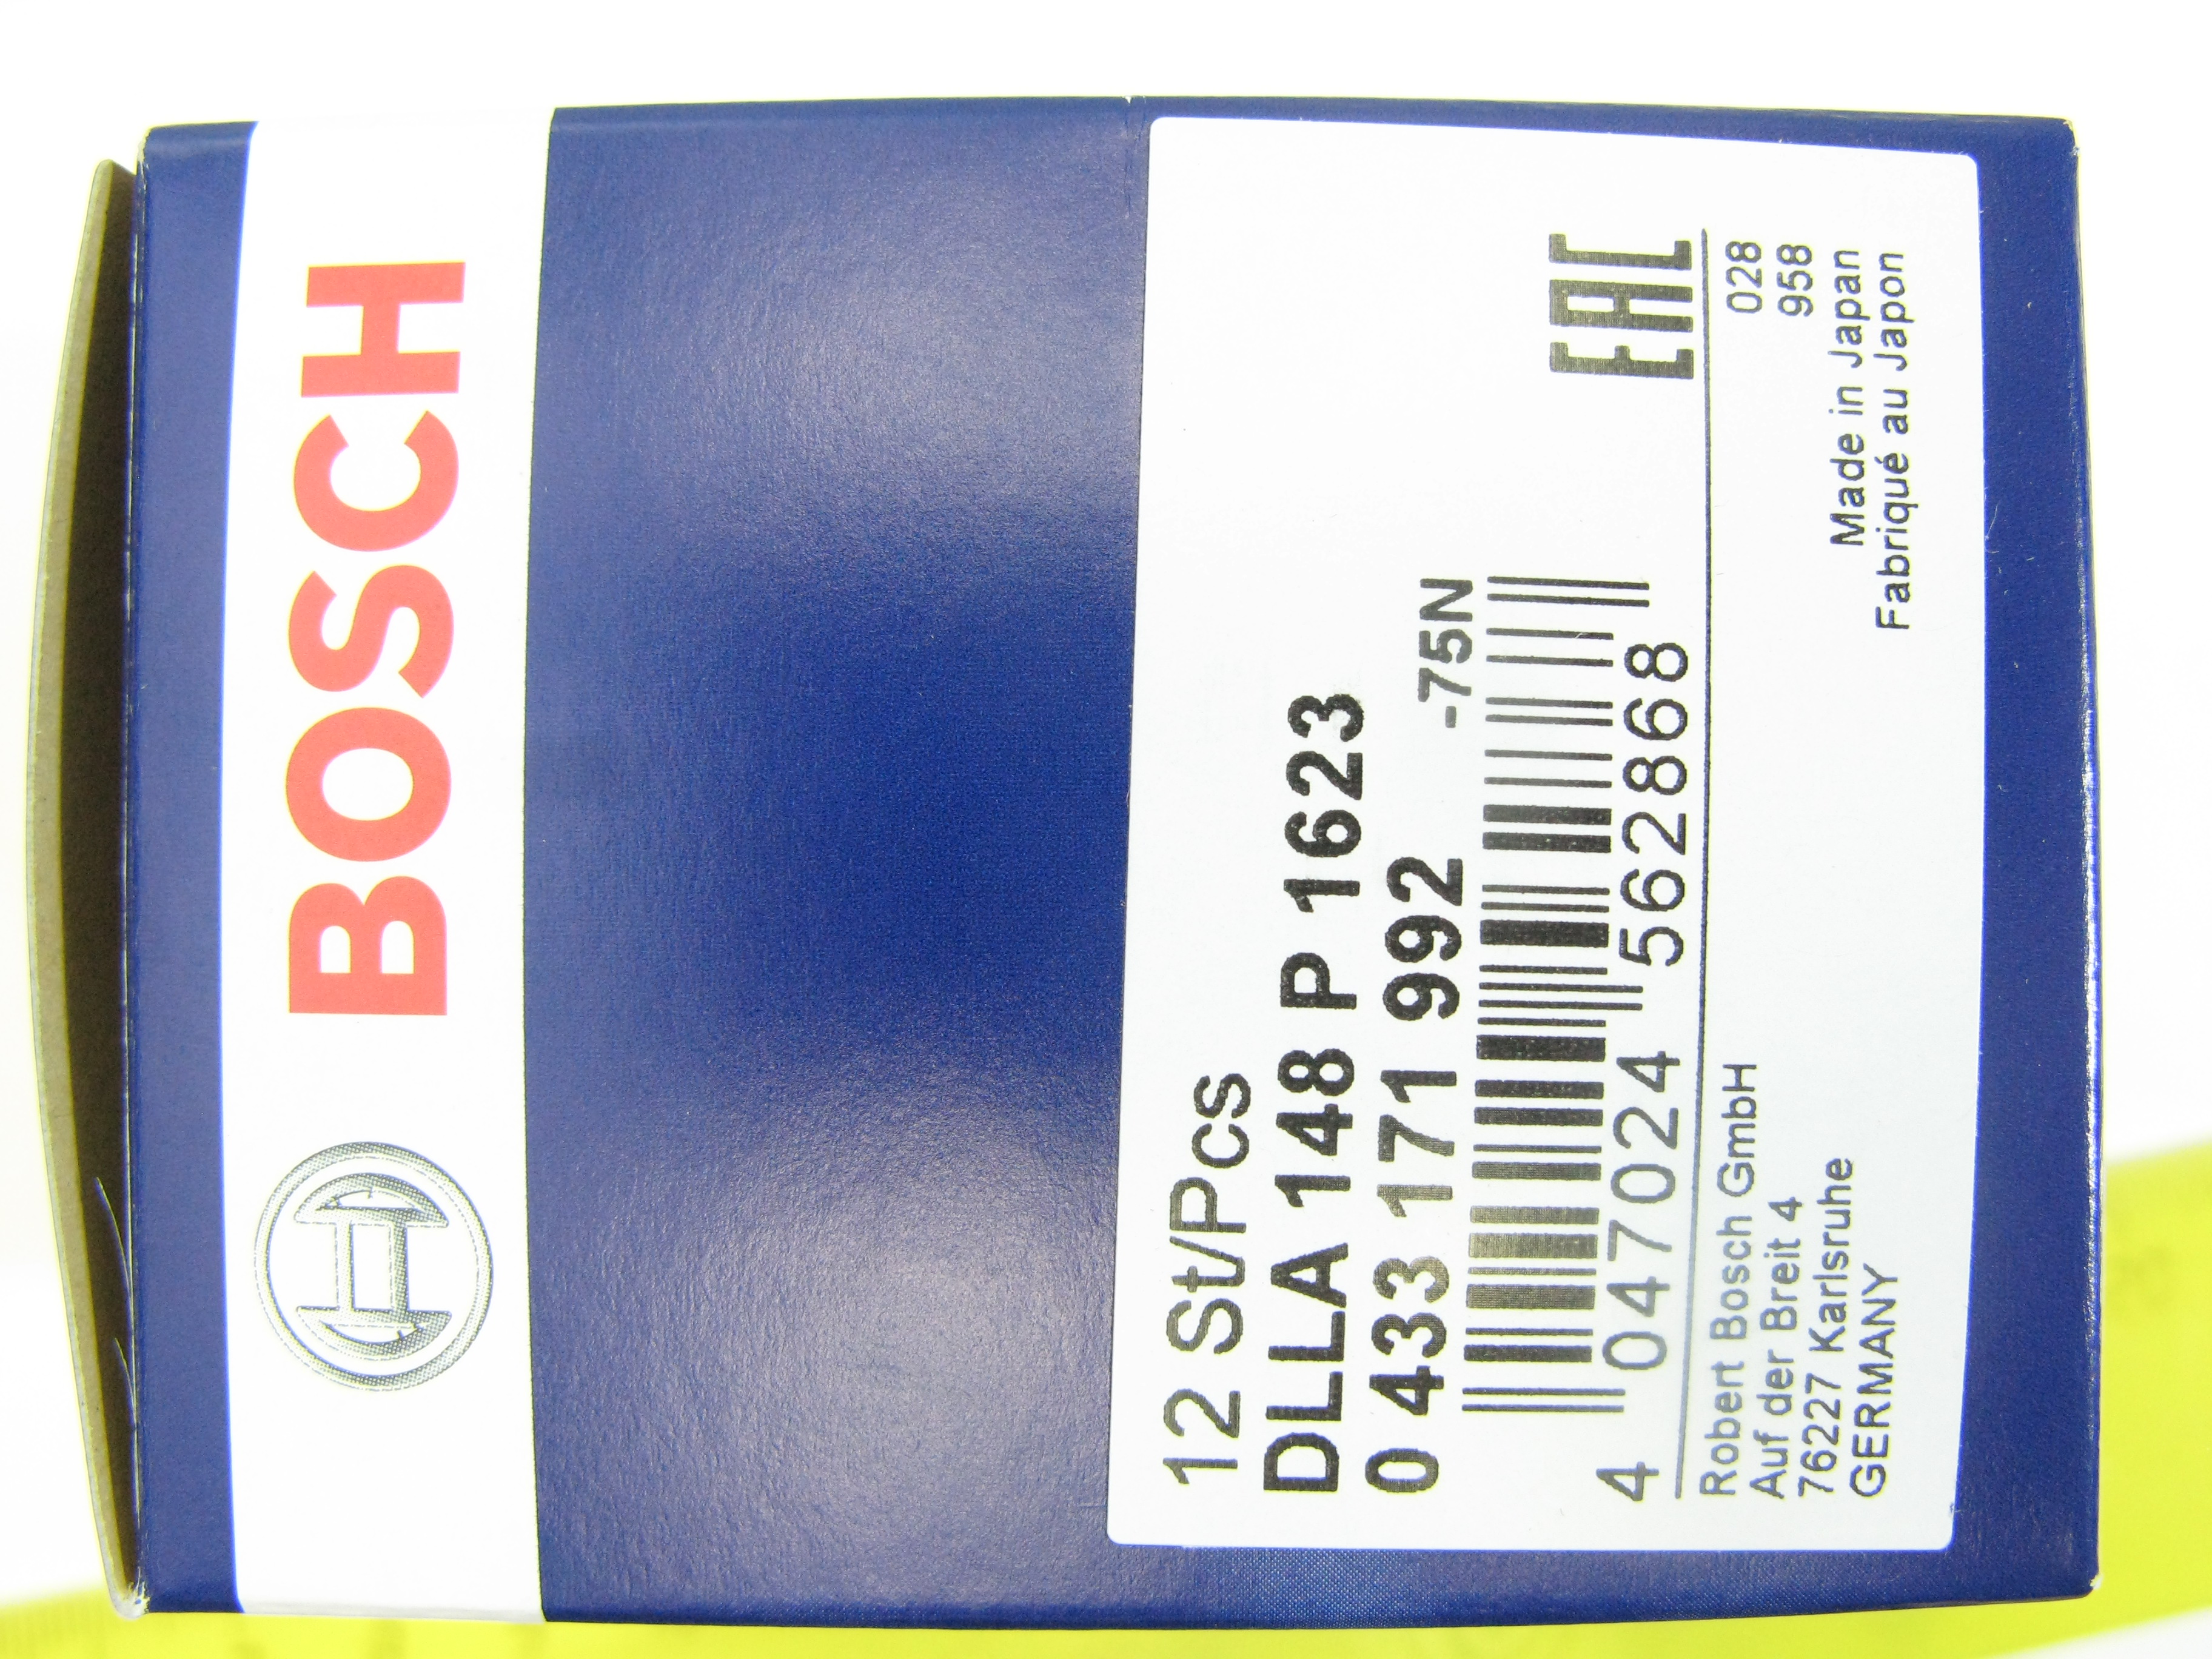 BOSCH
12 St/Pcs
DLLA 148 P 1623
0 433 171 992
-75N
4 047024 562868
EAC
Robert Bosch GmbH
Auf der Breit 4
76227 Karlsruhe
GERMANY
028
958
Made in Japan
Fabriqué au Japon